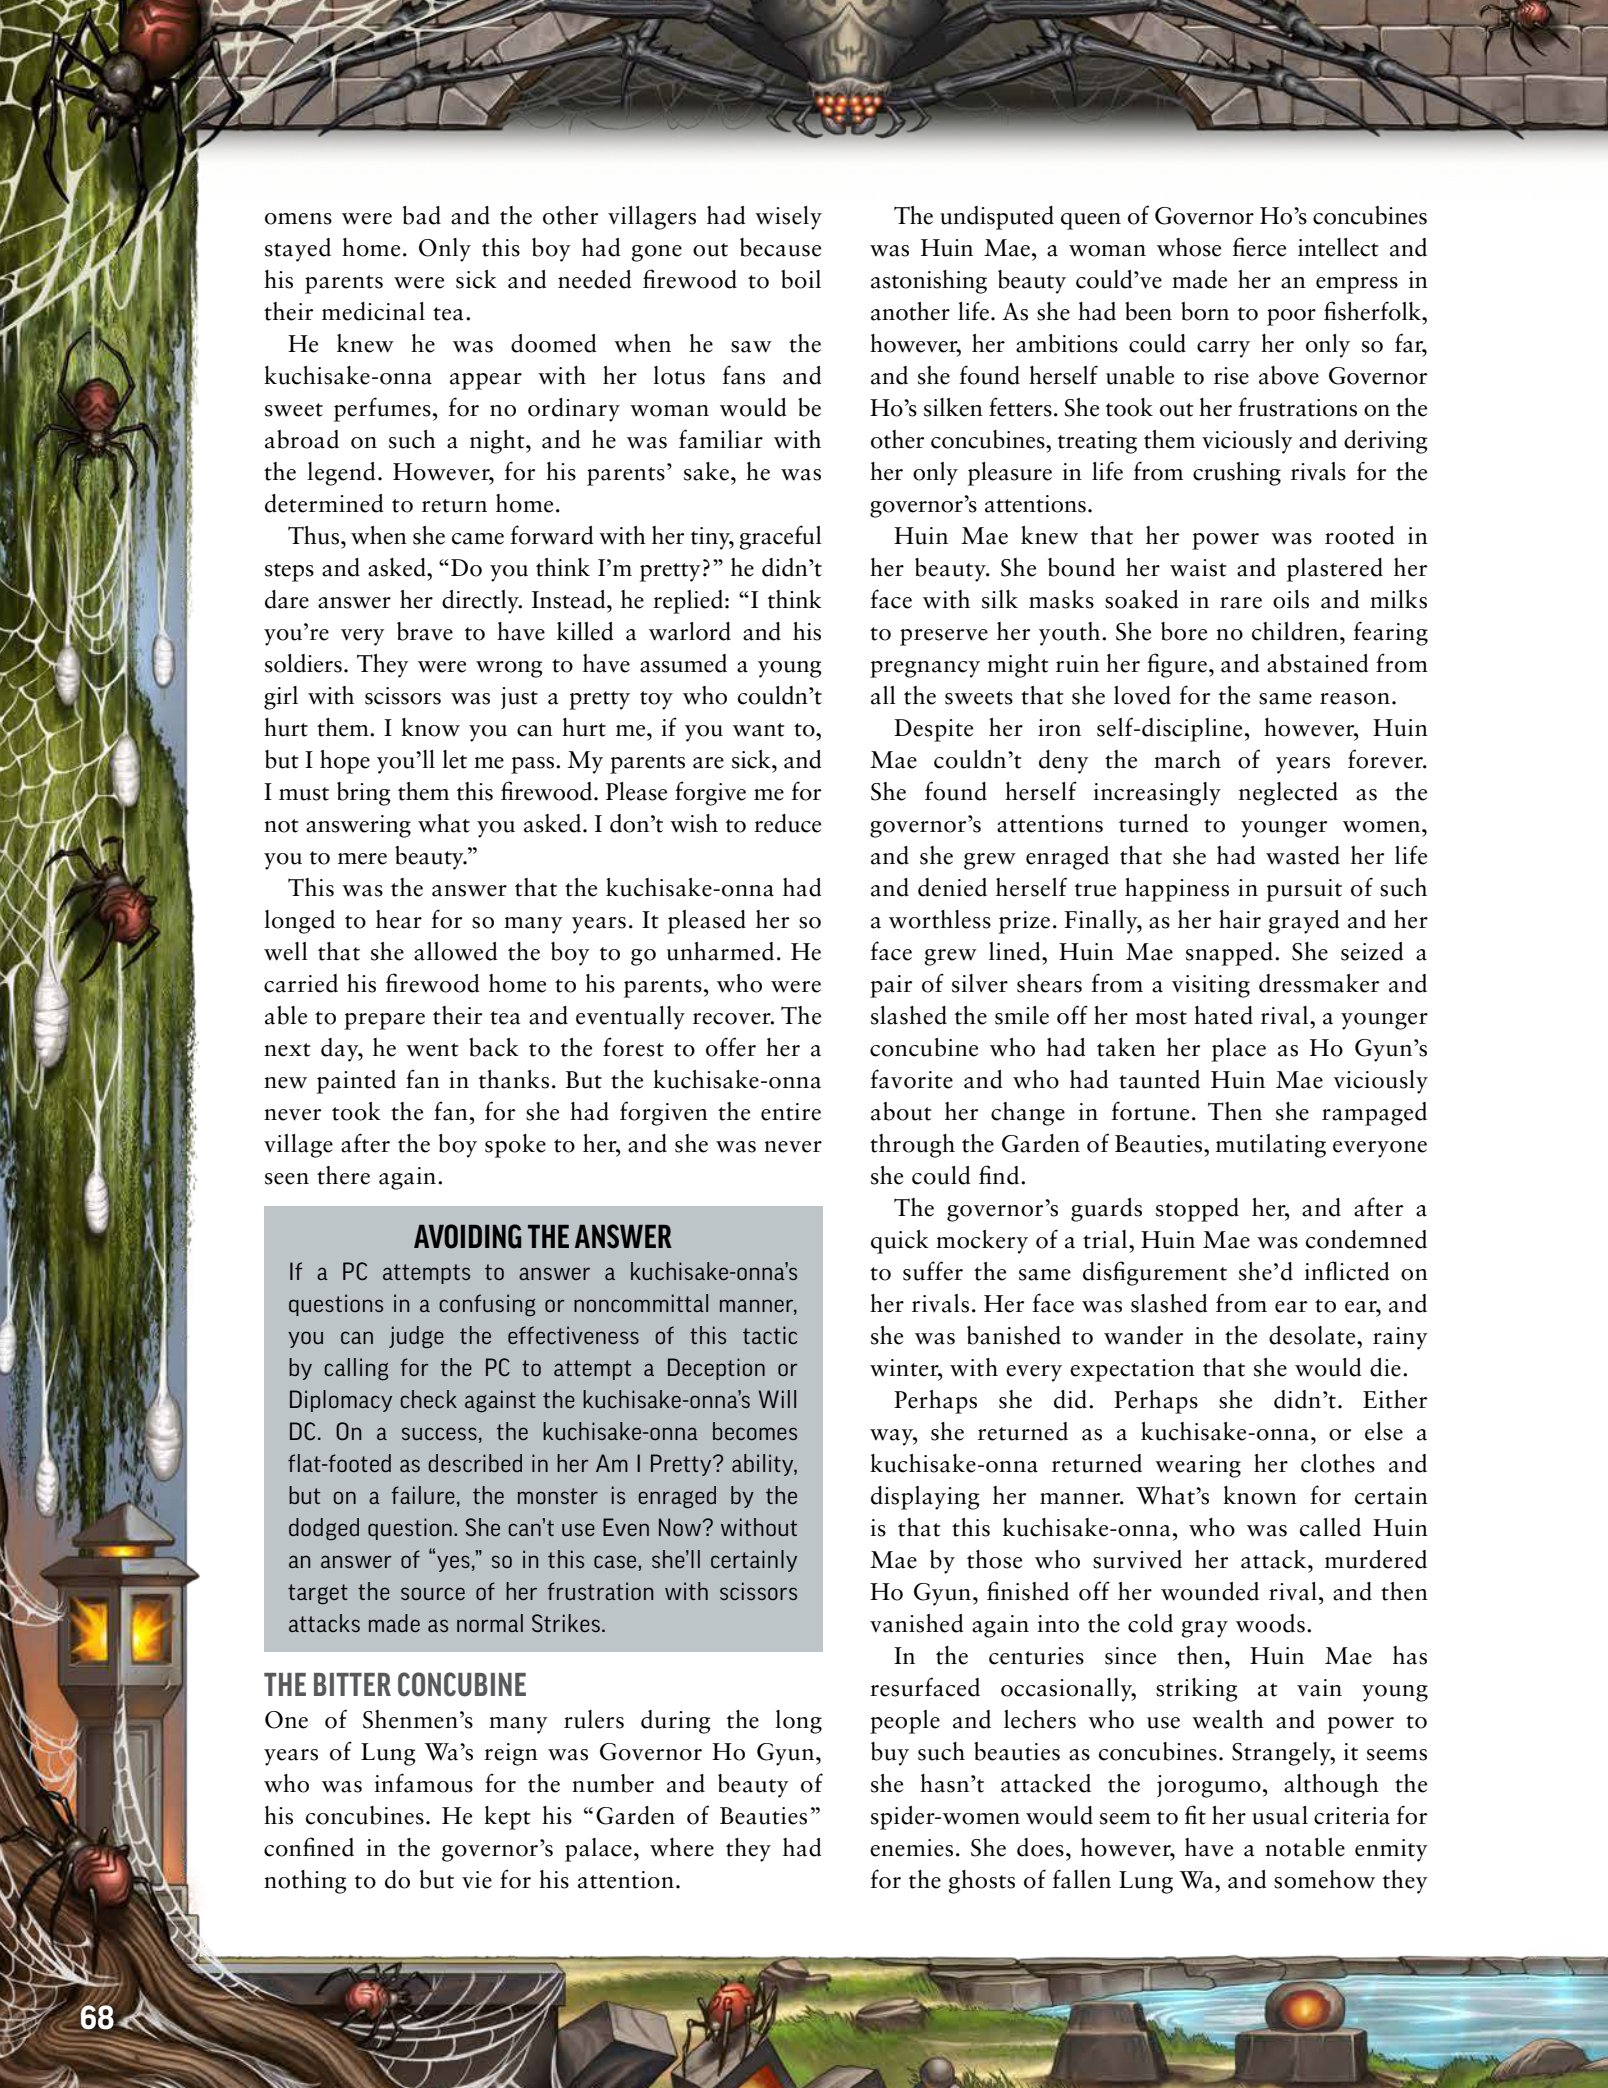 omens were bad and the other villagers had wisely
stayed home. Only this boy had gone out because
his parents were sick and needed firewood to boil
their medicinal tea.
He knew he was doomed when he saw the
kuchisake-onna appear with her lotus fans and
sweet perfumes, for no ordinary woman would be
abroad on such a night, and he was familiar with
the legend. However, for his parents’ sake, he was
determined to return home.
Thus, when she came forward with her tiny, graceful
steps and asked, “Do you think I’m pretty?” he didn’t
dare answer her directly. Instead, he replied: “I think
you’re very brave to have killed a warlord and his
soldiers. They were wrong to have assumed a young
girl with scissors was just a pretty toy who couldn’t
hurt them. I know you can hurt me, if you want to,
but I hope you’ll let me pass. My parents are sick, and
I must bring them this firewood. Please forgive me for
not answering what you asked. I don’t wish to reduce
you to mere beauty.”
This was the answer that the kuchisake-onna had
longed to hear for so many years. It pleased her so
well that she allowed the boy to go unharmed. He
carried his firewood home to his parents, who were
able to prepare their tea and eventually recover. The
next day, he went back to the forest to offer her a
new painted fan in thanks. But the kuchisake-onna
never took the fan, for she had forgiven the entire
village after the boy spoke to her, and she was never
seen there again.
AVOIDING THE ANSWER
If a PC attempts to answer a kuchisake-onna’s
questions in a confusing or noncommittal manner,
you can judge the effectiveness of this tactic
by calling for the PC to attempt a Deception or
Diplomacy check against the kuchisake-onna’s Will
DC. On a success, the kuchisake-onna becomes
flat-footed as described in her Am I Pretty? ability,
but on a failure, the monster is enraged by the
dodged question. She can’t use Even Now? without
an answer of “yes,” so in this case, she’ll certainly
target the source of her frustration with scissors
attacks made as normal Strikes.
THE BITTER CONCUBINE
One of Shenmen’s many rulers during the long
years of Lung Wa’s reign was Governor Ho Gyun,
who was infamous for the number and beauty of
his concubines. He kept his “Garden of Beauties”
confined in the governor’s palace, where they had
nothing to do but vie for his attention.
The undisputed queen of Governor Ho’s concubines
was Huin Mae, a woman whose fierce intellect and
astonishing beauty could’ve made her an empress in
another life. As she had been born to poor fisherfolk,
however, her ambitions could carry her only so far,
and she found herself unable to rise above Governor
Ho’s silken fetters. She took out her frustrations on the
other concubines, treating them viciously and deriving
her only pleasure in life from crushing rivals for the
governor’s attentions.
Huin Mae knew that her power was rooted in
her beauty. She bound her waist and plastered her
face with silk masks soaked in rare oils and milks
to preserve her youth. She bore no children, fearing
pregnancy might ruin her figure, and abstained from
all the sweets that she loved for the same reason.
Despite her iron self-discipline, however, Huin
Mae couldn’t deny the march of years forever.
She found herself increasingly neglected as the
governor’s attentions turned to younger women,
and she grew enraged that she had wasted her life
and denied herself true happiness in pursuit of such
a worthless prize. Finally, as her hair grayed and her
face grew lined, Huin Mae snapped. She seized a
pair of silver shears from a visiting dressmaker and
slashed the smile off her most hated rival, a younger
concubine who had taken her place as Ho Gyun’s
favorite and who had taunted Huin Mae viciously
about her change in fortune. Then she rampaged
through the Garden of Beauties, mutilating everyone
she could find.
The governor’s guards stopped her, and after a
quick mockery of a trial, Huin Mae was condemned
to suffer the same disfigurement she’d inflicted on
her rivals. Her face was slashed from ear to ear, and
she was banished to wander in the desolate, rainy
winter, with every expectation that she would die.
Perhaps she did. Perhaps she didn’t. Either
way, she returned as a kuchisake-onna, or else a
kuchisake-onna returned wearing her clothes and
displaying her manner. What’s known for certain
is that this kuchisake-onna, who was called Huin
Mae by those who survived her attack, murdered
Ho Gyun, finished off her wounded rival, and then
vanished again into the cold gray woods.
In the centuries since then, Huin Mae has
resurfaced occasionally, striking at vain young
people and lechers who use wealth and power to
buy such beauties as concubines. Strangely, it seems
she hasn’t attacked the jorogumo, although the
spider-women would seem to fit her usual criteria for
enemies. She does, however, have a notable enmity
for the ghosts of fallen Lung Wa, and somehow they
68